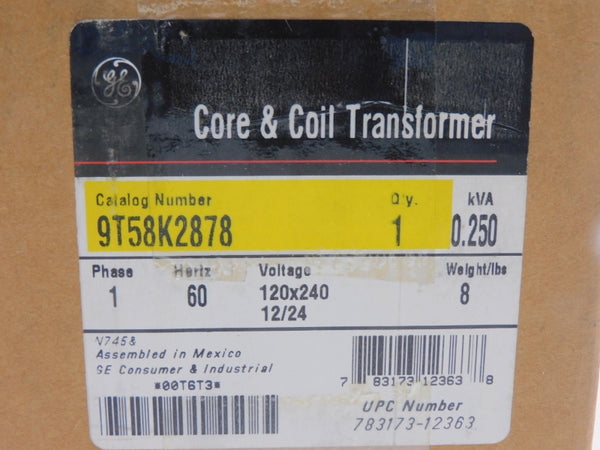 GE
Core & Coil Transformer
Catalog Number Q'y. kVA
9T58K2878 1 0.250
Phase Hertz Voltage Weight/lbs
1 60 120x240 8
12/24
N7458
Assembled in Mexico
GE Consumer & Industrial
*00T6T3*
7 83173 12363 8
UPC Number
783173-12363